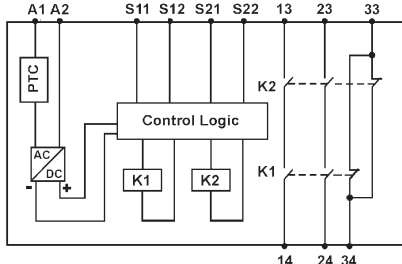 A1 A2 S11 S12 S21 S22 13 23 33
PTC
K2
Control Logic
AC
DC
K1 K2 K1
- +
14 24 34